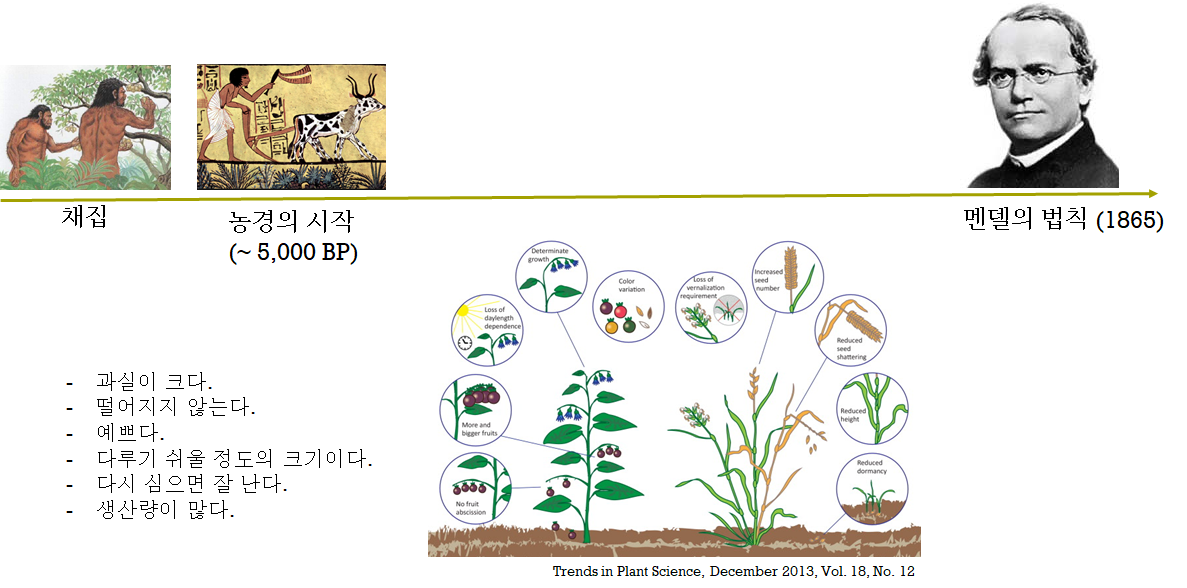 채집
농경의 시작
(~ 5,000 BP)
멘델의 법칙 (1865)
Determinate
growth
Color
variation
Loss of
vernalization
requirement
Increased
seed
number
Loss of
daylength
dependence
Reduced
seed
shattering
More and
bigger fruits
Reduced
height
No fruit
abscission
Reduced
dormancy
- 과실이 크다.
- 떨어지지 않는다.
- 예쁘다.
- 다루기 쉬울 정도의 크기이다.
- 다시 심으면 잘 난다.
- 생산량이 많다.
Trends in Plant Science, December 2013, Vol. 18, No. 12